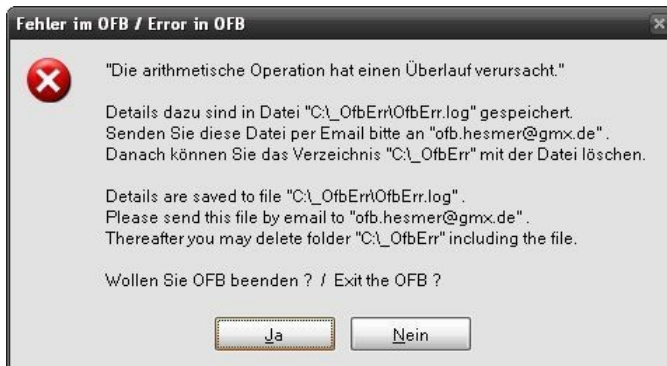 Fehler im OFB / Error in OFB
"Die arithmetische Operation hat einen Überlauf verursacht."
Details dazu sind in Datei "C:\_OfbErr\OfbErr.log" gespeichert.
Senden Sie diese Datei per Email bitte an "ofb.hesmer@gmx.de" .
Danach können Sie das Verzeichnis "C:\_OfbErr" mit der Datei löschen.
Details are saved to file "C:\_OfbErr\OfbErr.log" .
Please send this file by email to "ofb.hesmer@gmx.de" .
Thereafter you may delete folder "C:\_OfbErr" including the file.
Wollen Sie OFB beenden ? / Exit the OFB ?
Ja Nein